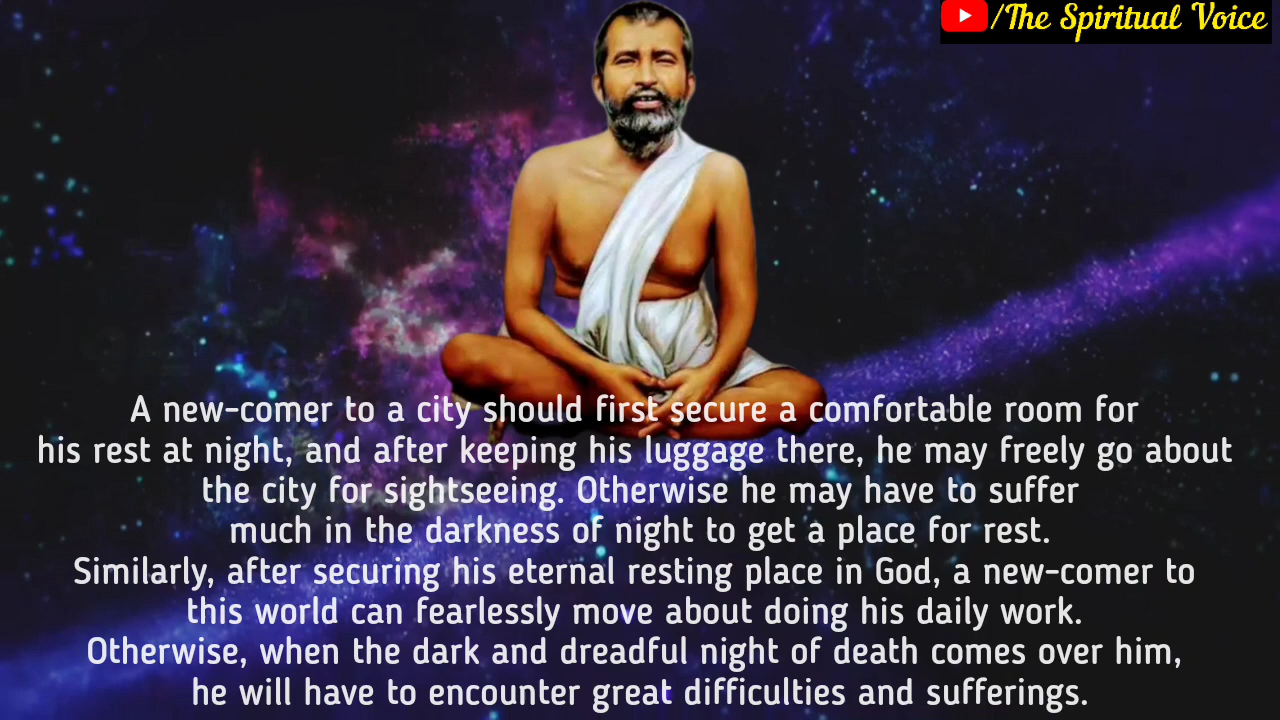 /The Spiritual Voice
A new-comer to a city should first secure a comfortable room for
his rest at night, and after keeping his luggage there, he may freely go about
the city for sightseeing. Otherwise he may have to suffer
much in the darkness of night to get a place for rest.
Similarly, after securing his eternal resting place in God, a new-comer to
this world can fearlessly move about doing his daily work.
Otherwise, when the dark and dreadful night of death comes over him,
he will have to encounter great difficulties and sufferings.